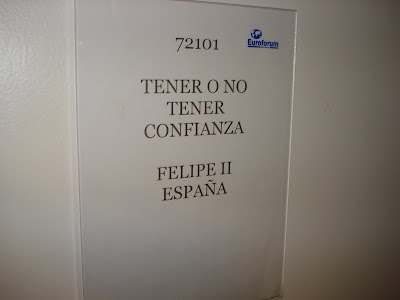 72101
Euroforum
TENER O NO
TENER
CONFIANZA
FELIPE II
ESPAÑA